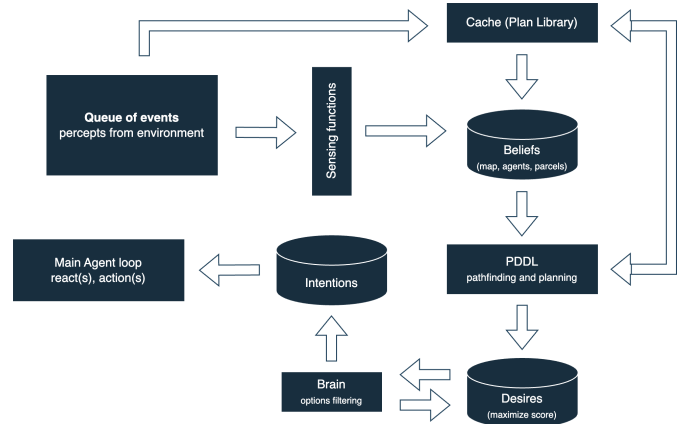 Cache (Plan Library)
Queue of events
percepts from environment
Sensing functions
Beliefs
(map, agents, parcels)
Main Agent loop
react(s), action(s)
Intentions
PDDL
pathfinding and planning
Brain
options filtering
Desires
(maximize score)